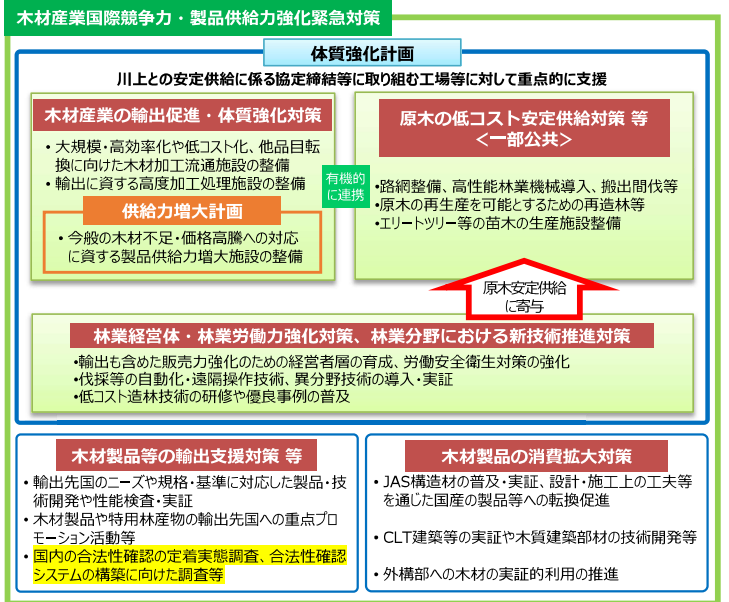 木材産業国際競争力・製品供給力強化緊急対策
体質強化計画
川上との安定供給に係る協定締結等に取り組む工場等に対して重点的に支援
木材産業の輸出促進・体質強化対策
・大規模・高効率化や低コスト化、他品目転
換に向けた木材加工流通施設の整備
・輸出に資する高度加工処理施設の整備
供給力増大計画
・今般の木材不足・価格高騰への対応
に資する製品供給力増大施設の整備
有機的
に連携
原木の低コスト安定供給対策 等
＜一部公共＞
・路網整備、高性能林業機械導入、搬出間伐等
・原木の再生産を可能とするための再造林等
・エリートツリー等の苗木の生産施設整備
原木安定供給
に寄与
林業経営体・林業労働力強化対策、林業分野における新技術推進対策
・輸出も含めた販売力強化のための経営者層の育成、労働安全衛生対策の強化
・伐採等の自動化・遠隔操作技術、異分野技術の導入・実証
・低コスト造林技術の研修や優良事例の普及
木材製品等の輸出支援対策 等
・輸出先国のニーズや規格・基準に対応した製品・技
術開発や性能検査・実証
・木材製品や特用林産物の輸出先国への重点プロ
モーション活動等
・国内の合法性確認の定着実態調査、合法性確認
システムの構築に向けた調査等
木材製品の消費拡大対策
・JAS構造材の普及・実証、設計・施工上の工夫等
を通じた国産の製品等への転換促進
・CLT建築等の実証や木質建築部材の技術開発等
・外構部への木材の実証的利用の推進